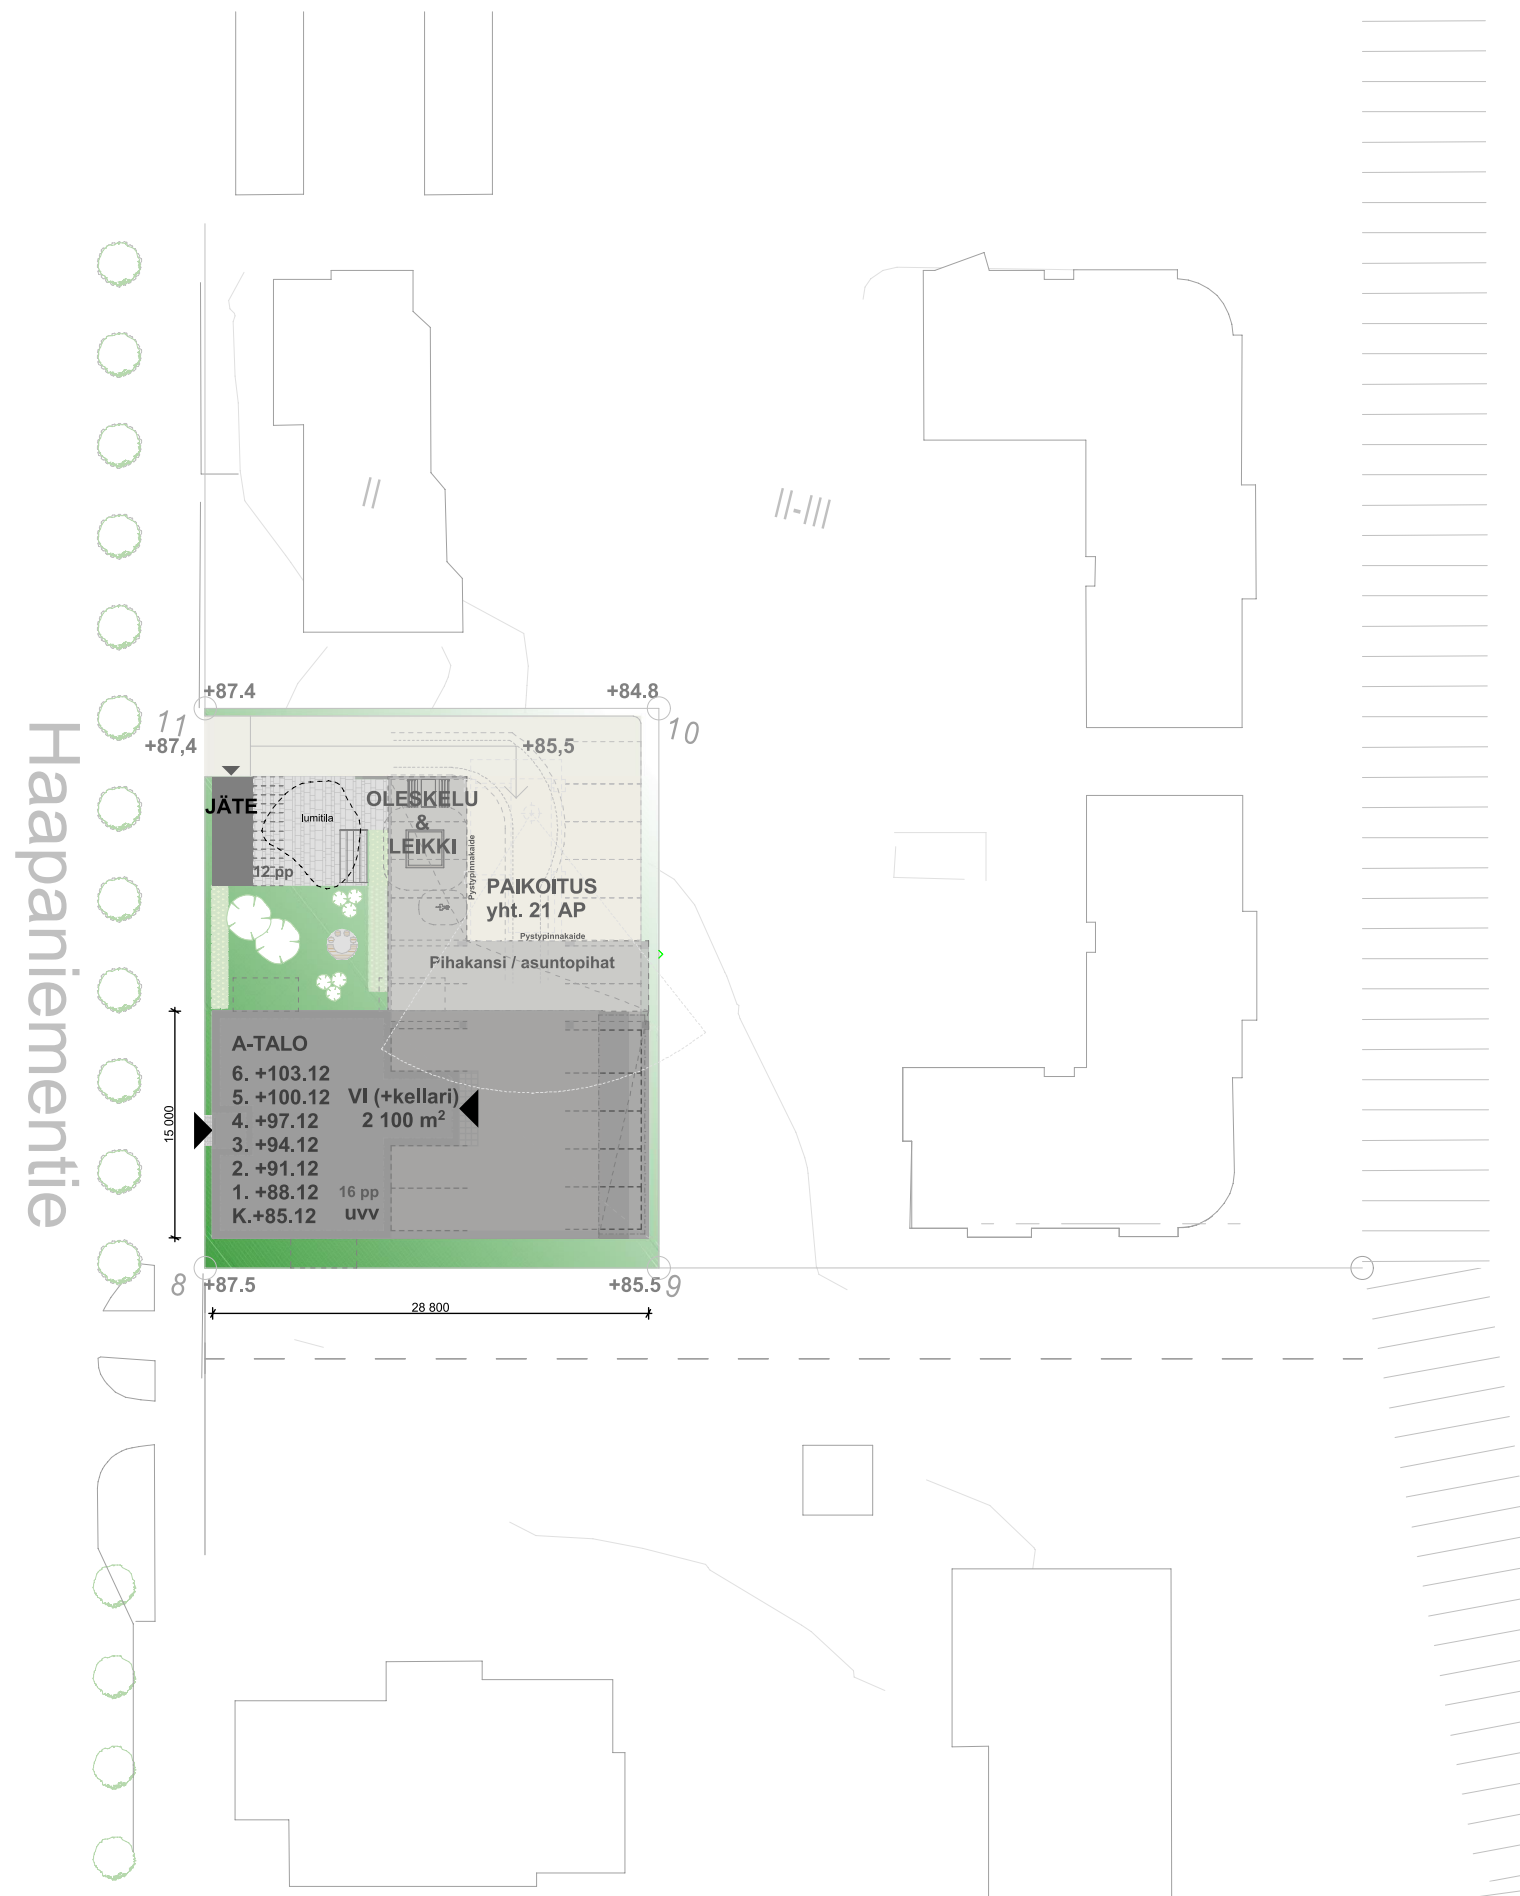 II
II-III
+87.4
+84.8
11
10
+87,4
+85,5
JÄTE
lumitila
OLESKELU
&
LEIKKI
12 pp
Pystypinnakaide
PAIKOITUS
yht. 21 AP
Pystypinnakaide
Pihakansi / asuntopihat
Haapaniementie
A-TALO
6. +103.12
5. +100.12
4. +97.12
3. +94.12
2. +91.12
1. +88.12
K.+85.12
VI (+kellari)
2 100 m²
16 pp
uvv
15 000
8
+87.5
+85.5
9
28 800